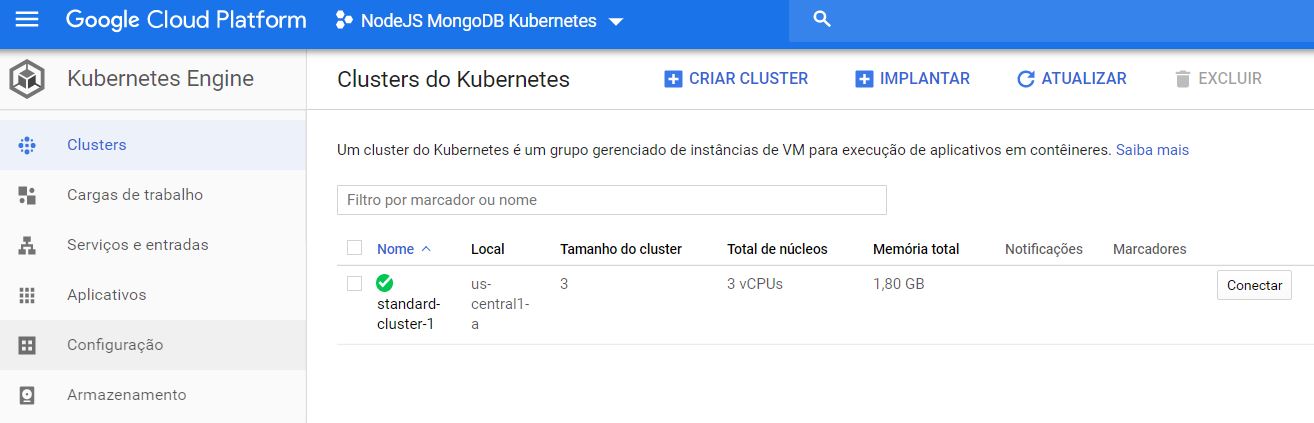 Google Cloud Platform
NodeJS MongoDB Kubernetes
Kubernetes Engine
Clusters
Cargas de trabalho
Serviços e entradas
Aplicativos
Configuração
Armazenamento
Clusters do Kubernetes
CRIAR CLUSTER
IMPLANTAR
ATUALIZAR
EXCLUIR
Um cluster do Kubernetes é um grupo gerenciado de instâncias de VM para execução de aplicativos em contêineres. Saiba mais
Filtro por marcador ou nome
Nome Local Tamanho do cluster Total de núcleos Memória total Notificações Marcadores
standard-
cluster-1
us-
central1-
a
3
3 vCPUs
1,80 GB
Conectar